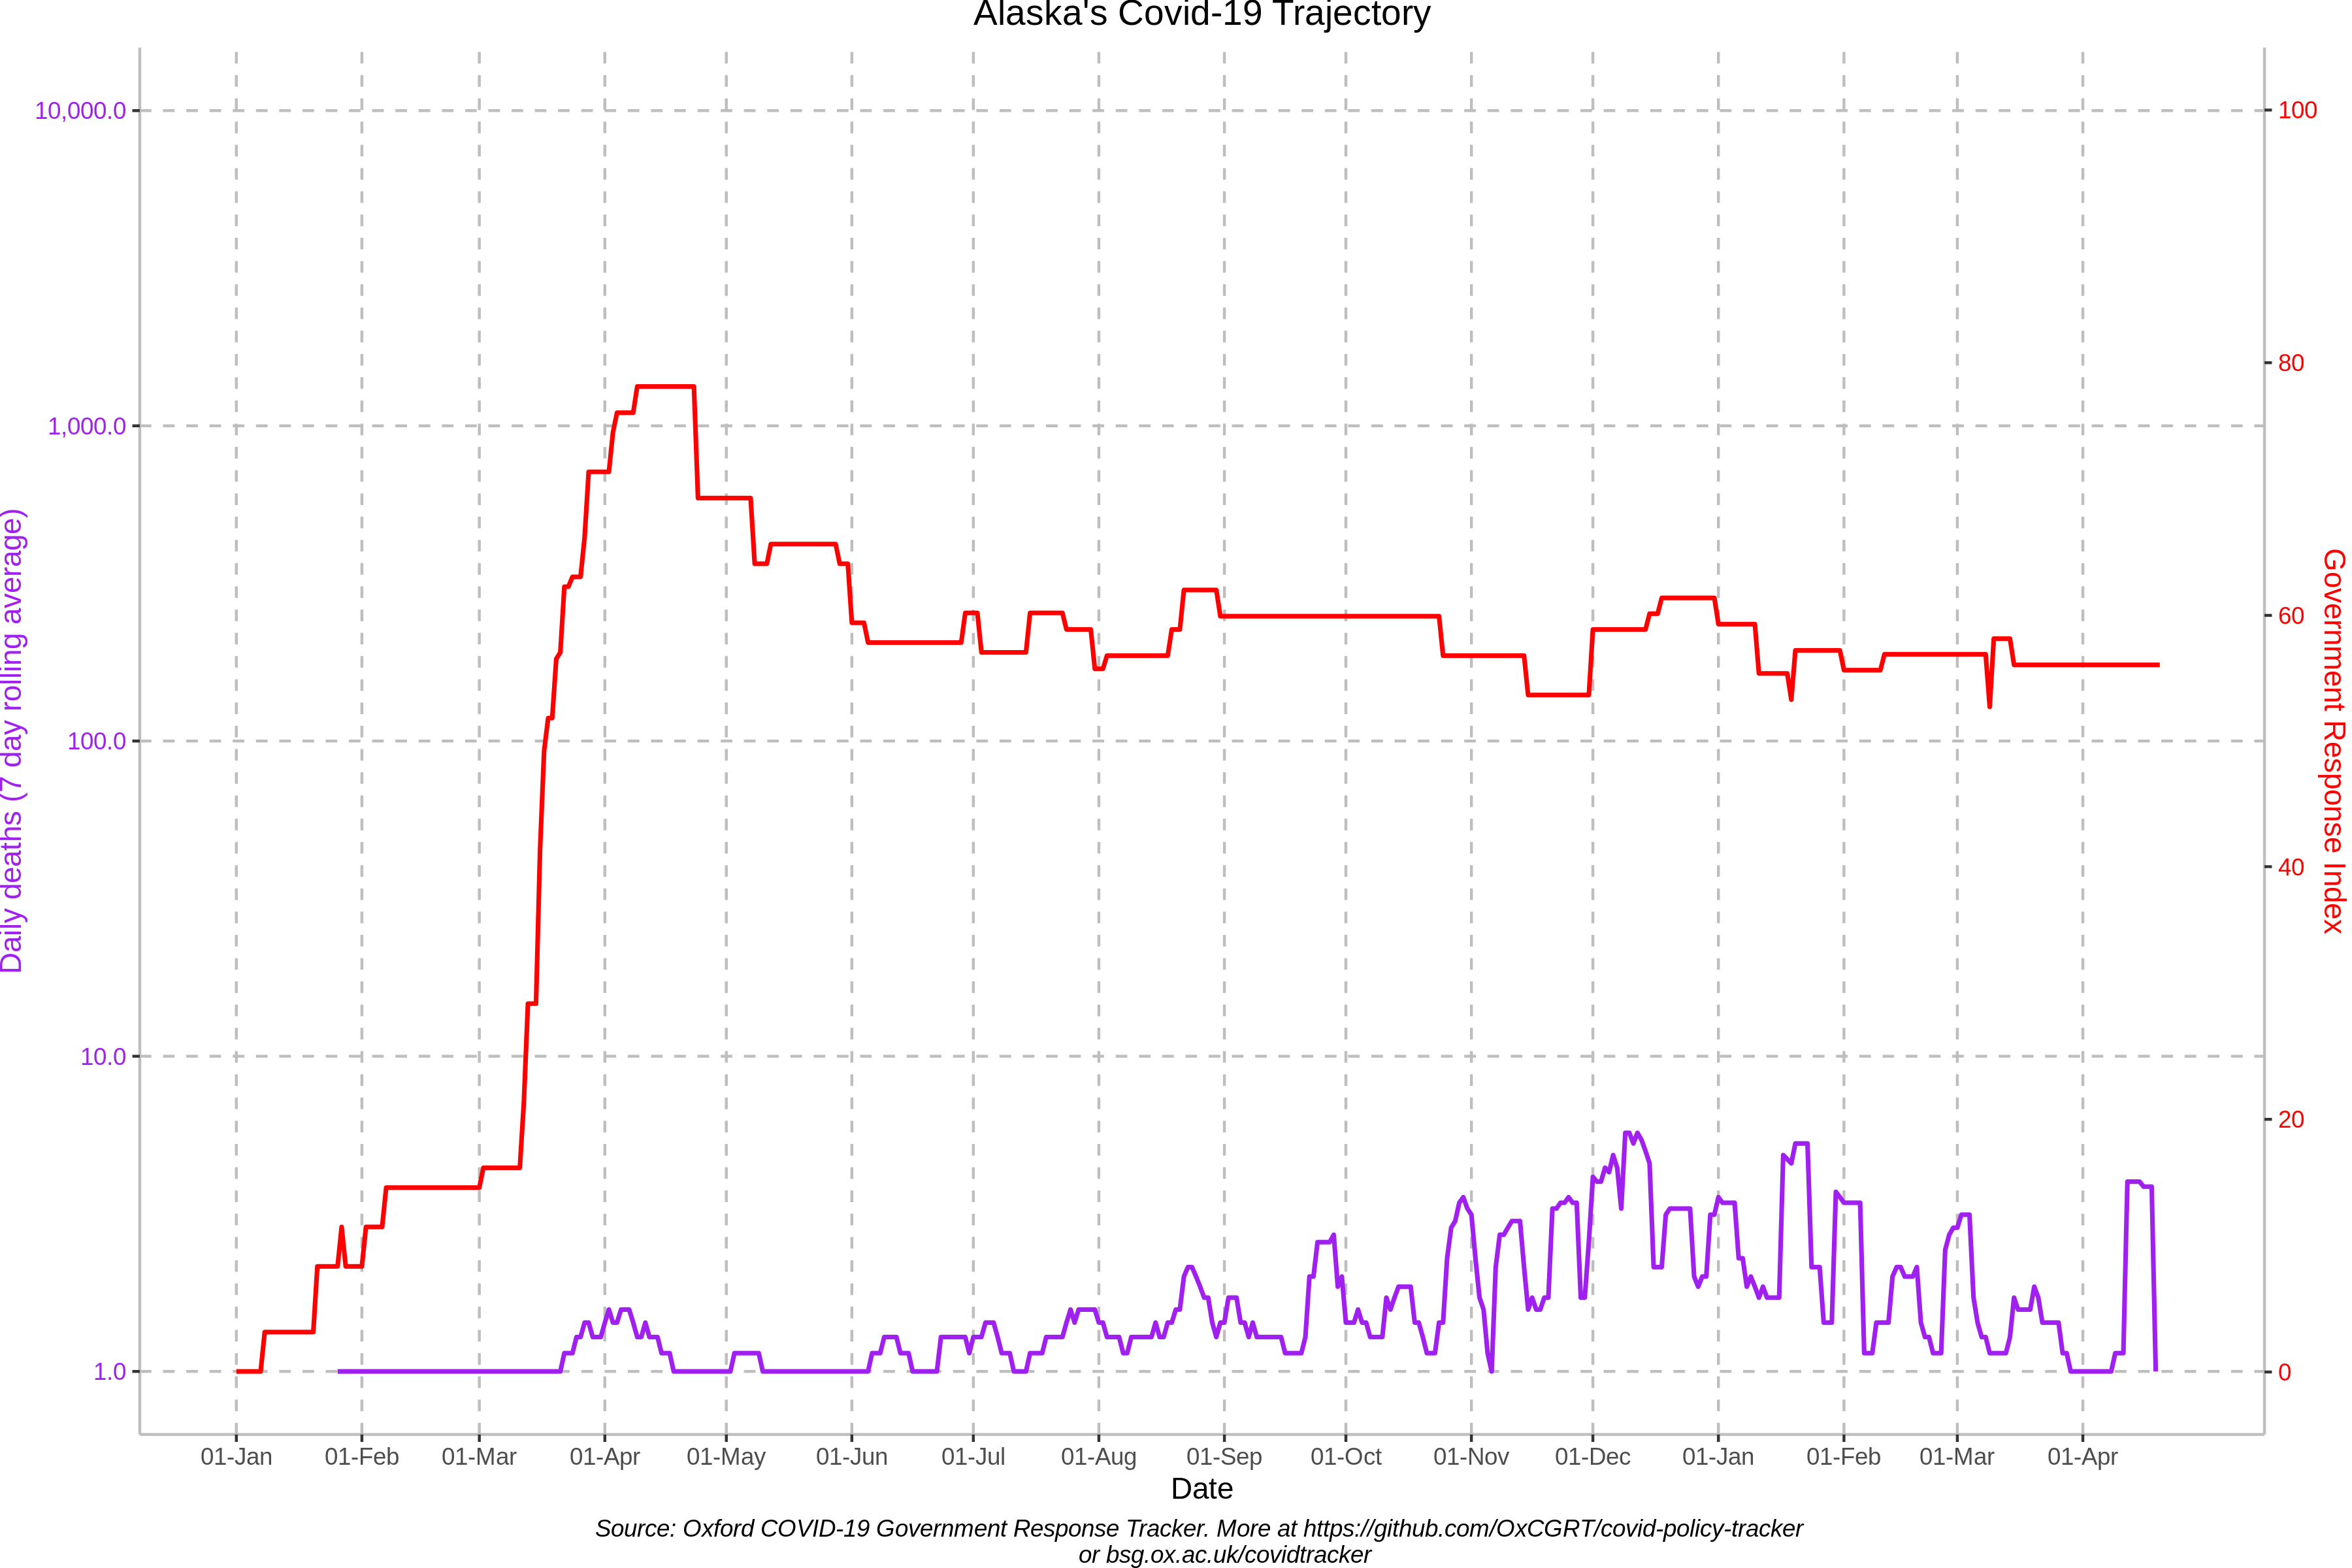 Alaska's Covid-19 Trajectory
10,000.0
1,000.0
100.0
10.0
1.0
Daily deaths (7 day rolling average)
100
80
60
40
20
0
Government Response Index
01-Jan 01-Feb 01-Mar 01-Apr 01-May 01-Jun 01-Jul 01-Aug 01-Sep 01-Oct 01-Nov 01-Dec 01-Jan 01-Feb 01-Mar 01-Apr
Date
Source: Oxford COVID-19 Government Response Tracker. More at https://github.com/OxCGRT/covid-policy-tracker
or bsg.ox.ac.uk/covidtracker